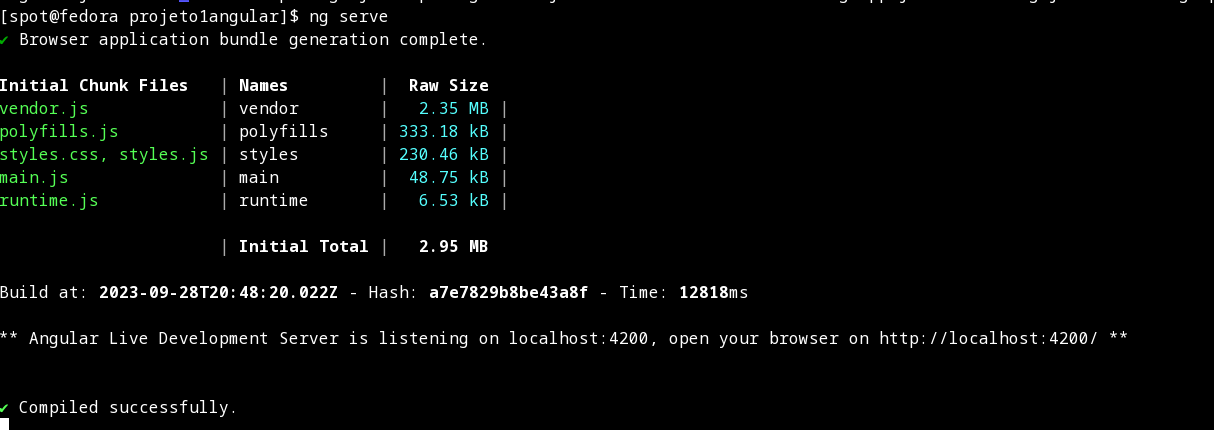 [spot@fedora projeto1angular]$ ng serve
✔ Browser application bundle generation complete.
Initial Chunk Files | Names | Raw Size
vendor.js | vendor | 2.35 MB |
polyfills.js | polyfills | 333.18 kB |
styles.css, styles.js | styles | 230.46 kB |
main.js | main | 48.75 kB |
runtime.js | runtime | 6.53 kB |
| Initial Total | 2.95 MB
Build at: 2023-09-28T20:48:20.022Z - Hash: a7e7829b8be43a8f - Time: 12818ms
** Angular Live Development Server is listening on localhost:4200, open your browser on http://localhost:4200/ **
✔ Compiled successfully.